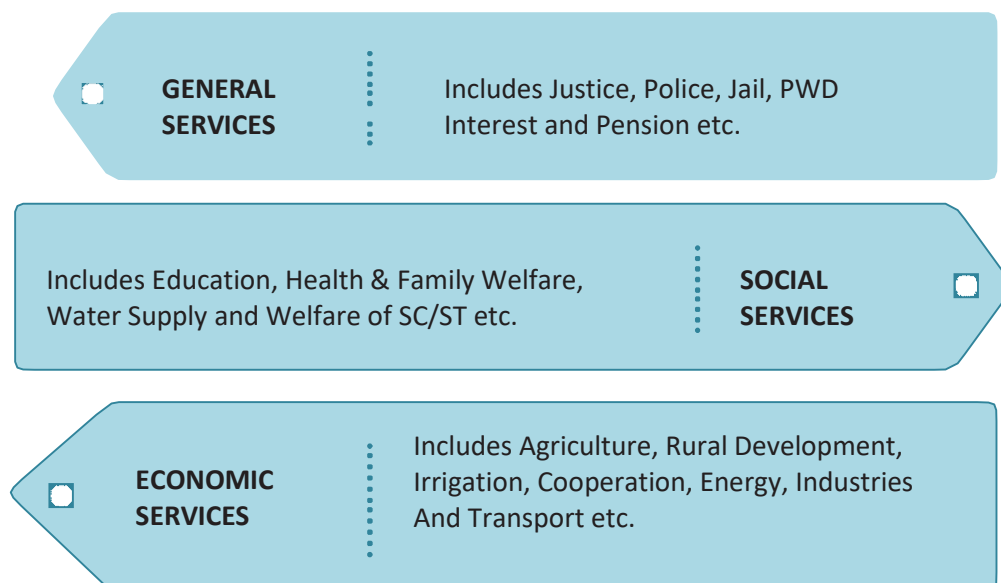 GENERAL
SERVICES
Includes Justice, Police, Jail, PWD
Interest and Pension etc.
Includes Education, Health & Family Welfare,
Water Supply and Welfare of SC/ST etc.
SOCIAL
SERVICES
ECONOMIC
SERVICES
Includes Agriculture, Rural Development,
Irrigation, Cooperation, Energy, Industries
And Transport etc.